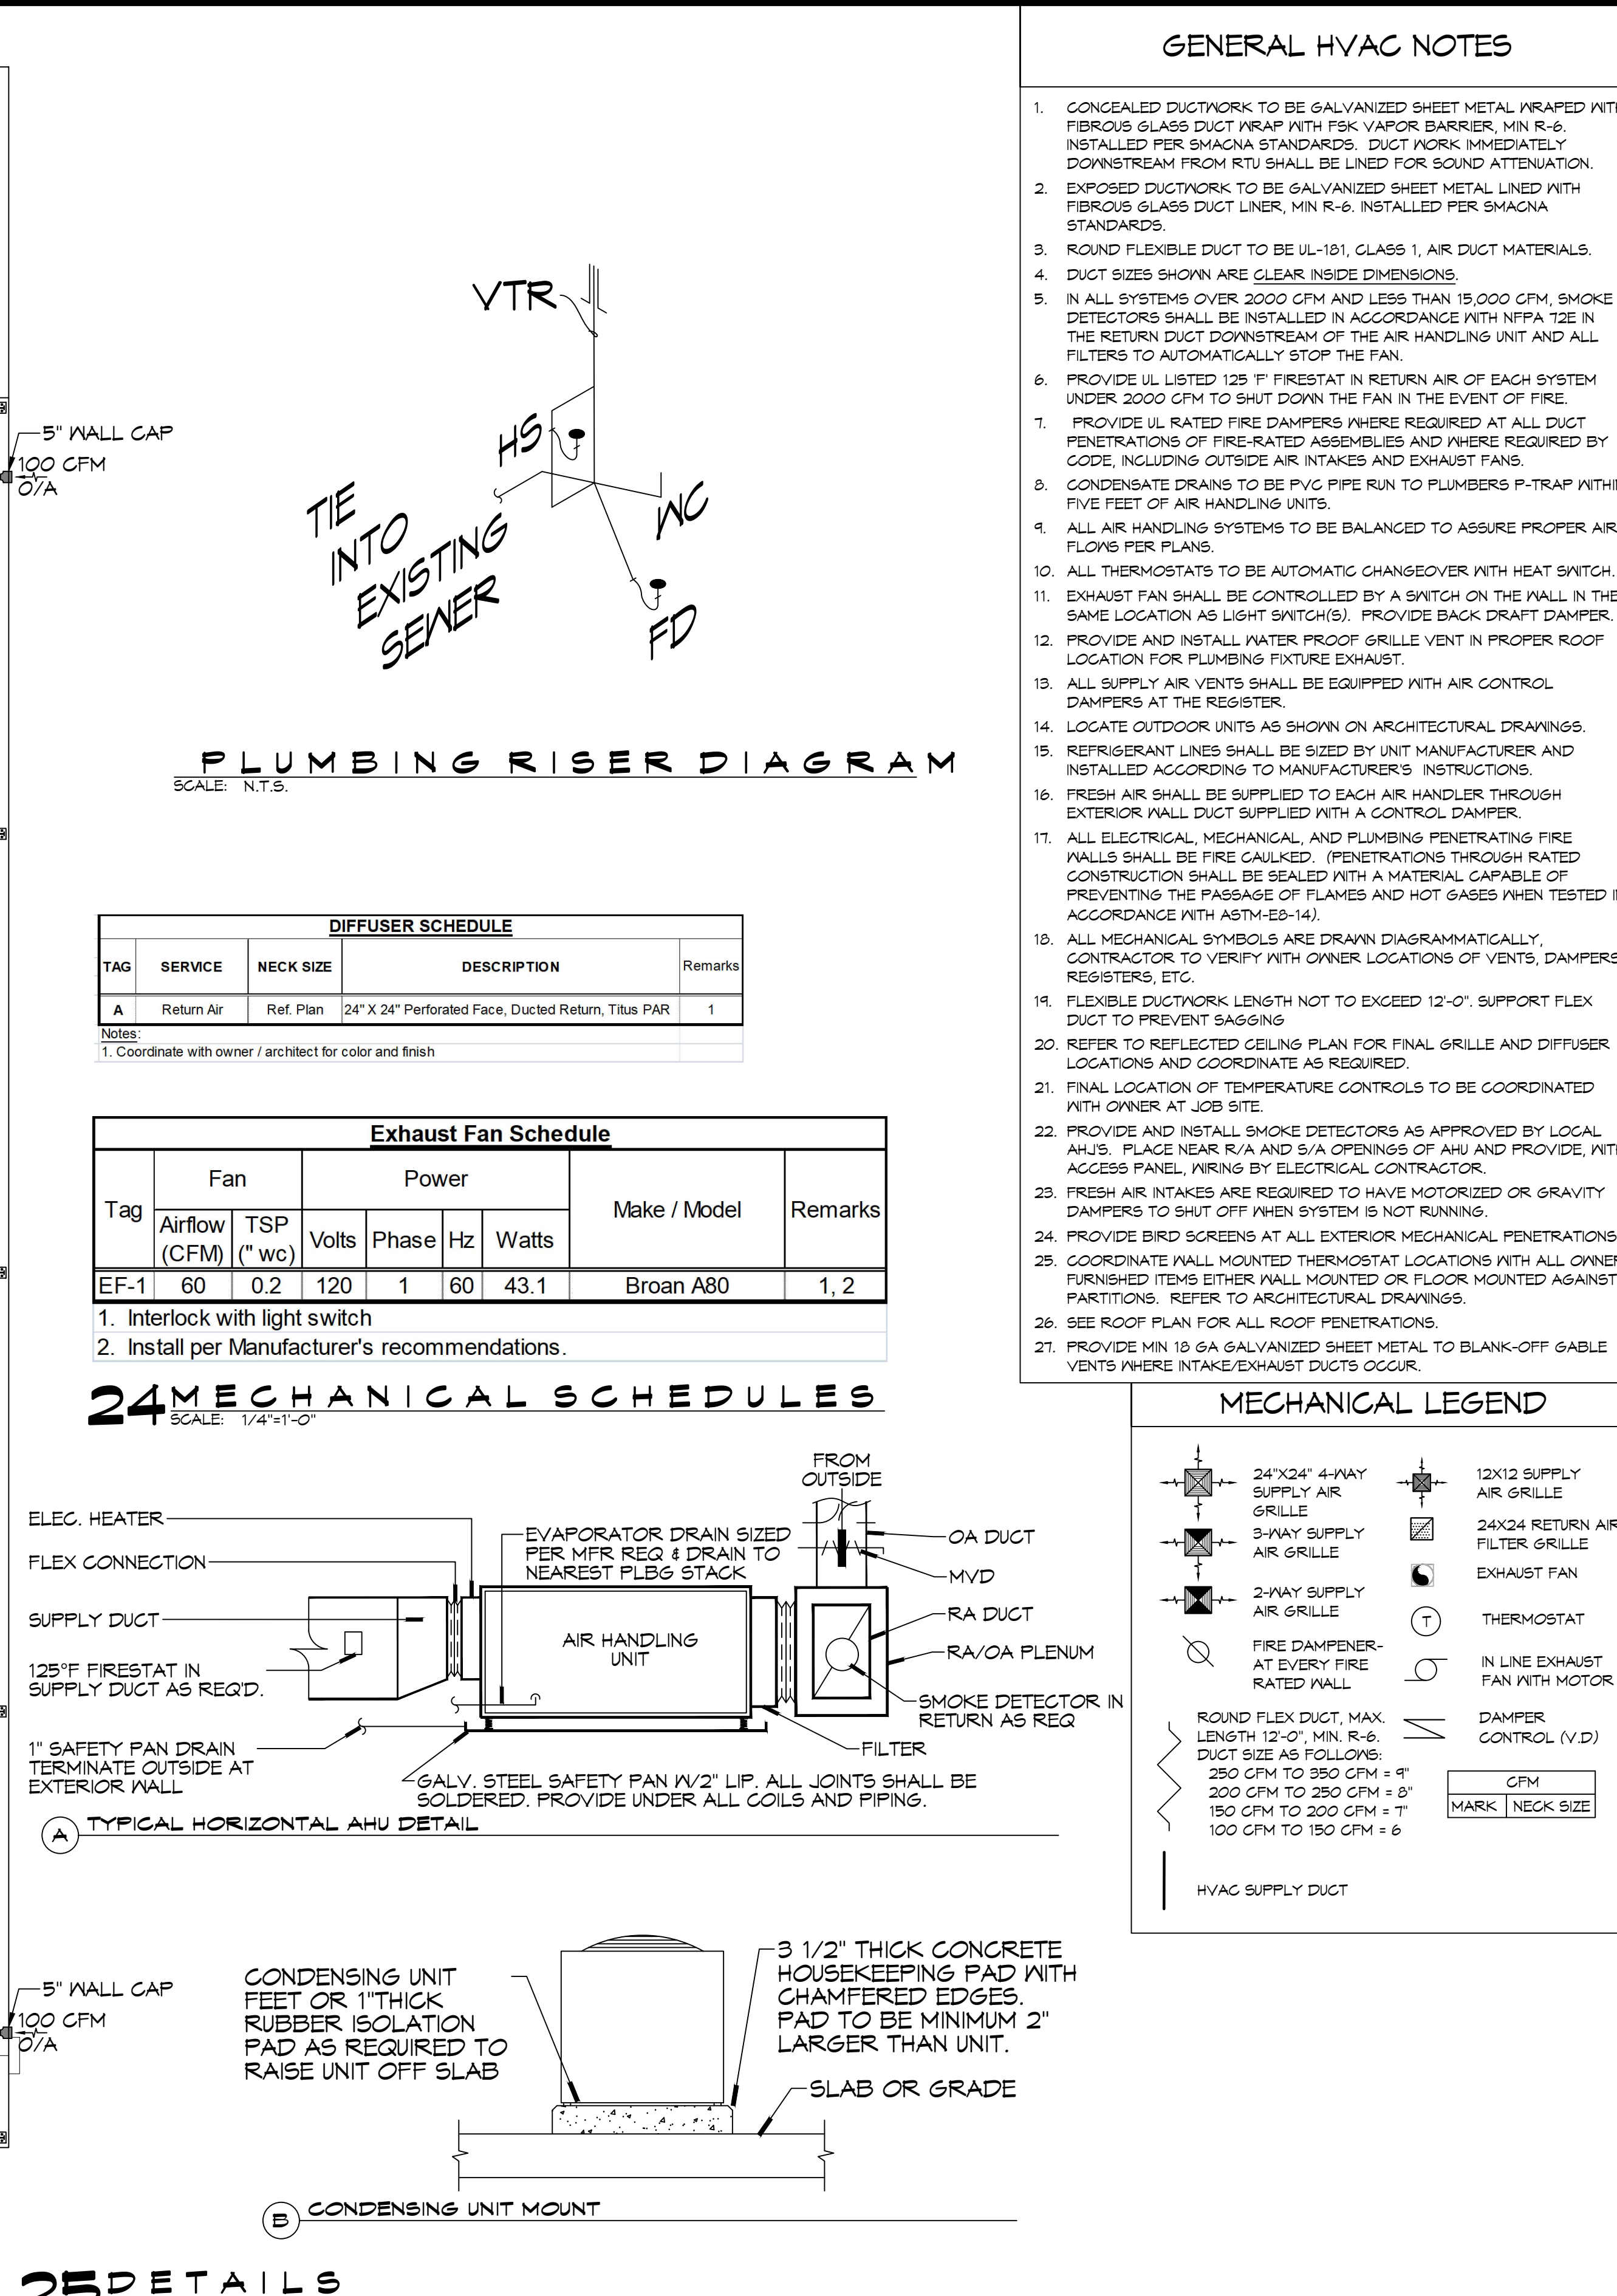 GENERAL HVAC NOTES
1. CONCEALED DUCTWORK TO BE GALVANIZED SHEET METAL WRAPED WITH
FIBROUS GLASS DUCT WRAP WITH FSK VAPOR BARRIER, MIN R-6.
INSTALLED PER SMACNA STANDARDS. DUCT WORK IMMEDIATELY
DOWNSTREAM FROM RTU SHALL BE LINED FOR SOUND ATTENUATION.
2. EXPOSED DUCTWORK TO BE GALVANIZED SHEET METAL LINED WITH
FIBROUS GLASS DUCT LINER, MIN R-6. INSTALLED PER SMACNA
STANDARDS.
3. ROUND FLEXIBLE DUCT TO BE UL-181, CLASS 1, AIR DUCT MATERIALS.
4. DUCT SIZES SHOWN ARE CLEAR INSIDE DIMENSIONS.
5. IN ALL SYSTEMS OVER 2000 CFM AND LESS THAN 15,000 CFM, SMOKE
DETECTORS SHALL BE INSTALLED IN ACCORDANCE WITH NFPA 72E IN
THE RETURN DUCT DOWNSTREAM OF THE AIR HANDLING UNIT AND ALL
FILTERS TO AUTOMATICALLY STOP THE FAN.
6. PROVIDE UL LISTED 125 'F' FIRESTAT IN RETURN AIR OF EACH SYSTEM
UNDER 2000 CFM TO SHUT DOWN THE FAN IN THE EVENT OF FIRE.
7. PROVIDE UL RATED FIRE DAMPERS WHERE REQUIRED AT ALL DUCT
PENETRATIONS OF FIRE-RATED ASSEMBLIES AND WHERE REQUIRED BY
CODE, INCLUDING OUTSIDE AIR INTAKES AND EXHAUST FANS.
8. CONDENSATE DRAINS TO BE PVC PIPE RUN TO PLUMBERS P-TRAP WITHIN
FIVE FEET OF AIR HANDLING UNITS.
9. ALL AIR HANDLING SYSTEMS TO BE BALANCED TO ASSURE PROPER AIR
FLOWS PER PLANS.
10. ALL THERMOSTATS TO BE AUTOMATIC CHANGEOVER WITH HEAT SWITCH.
11. EXHAUST FAN SHALL BE CONTROLLED BY A SWITCH ON THE WALL IN THE
SAME LOCATION AS LIGHT SWITCH(S). PROVIDE BACK DRAFT DAMPER.
12. PROVIDE AND INSTALL WATER PROOF GRILLE VENT IN PROPER ROOF
LOCATION FOR PLUMBING FIXTURE EXHAUST.
13. ALL SUPPLY AIR VENTS SHALL BE EQUIPPED WITH AIR CONTROL
DAMPERS AT THE REGISTER.
14. LOCATE OUTDOOR UNITS AS SHOWN ON ARCHITECTURAL DRAWINGS.
15. REFRIGERANT LINES SHALL BE SIZED BY UNIT MANUFACTURER AND
INSTALLED ACCORDING TO MANUFACTURER'S INSTRUCTIONS.
16. FRESH AIR SHALL BE SUPPLIED TO EACH AIR HANDLER THROUGH
EXTERIOR WALL DUCT SUPPLIED WITH A CONTROL DAMPER.
17. ALL ELECTRICAL, MECHANICAL, AND PLUMBING PENETRATING FIRE
WALLS SHALL BE FIRE CAULKED. (PENETRATIONS THROUGH RATED
CONSTRUCTION SHALL BE SEALED WITH A MATERIAL CAPABLE OF
PREVENTING THE PASSAGE OF FLAMES AND HOT GASES WHEN TESTED IN
ACCORDANCE WITH ASTM-E8-14).
18. ALL MECHANICAL SYMBOLS ARE DRAWN DIAGRAMMATICALLY,
CONTRACTOR TO VERIFY WITH OWNER LOCATIONS OF VENTS, DAMPERS
REGISTERS, ETC.
19. FLEXIBLE DUCTWORK LENGTH NOT TO EXCEED 12'-0". SUPPORT FLEX
DUCT TO PREVENT SAGGING
20. REFER TO REFLECTED CEILING PLAN FOR FINAL GRILLE AND DIFFUSER
LOCATIONS AND COORDINATE AS REQUIRED.
21. FINAL LOCATION OF TEMPERATURE CONTROLS TO BE COORDINATED
WITH OWNER AT JOB SITE.
22. PROVIDE AND INSTALL SMOKE DETECTORS AS APPROVED BY LOCAL
AHJ'S. PLACE NEAR R/A AND S/A OPENINGS OF AHU AND PROVIDE, WITH
ACCESS PANEL, WIRING BY ELECTRICAL CONTRACTOR.
23. FRESH AIR INTAKES ARE REQUIRED TO HAVE MOTORIZED OR GRAVITY
DAMPERS TO SHUT OFF WHEN SYSTEM IS NOT RUNNING.
24. PROVIDE BIRD SCREENS AT ALL EXTERIOR MECHANICAL PENETRATIONS
25. COORDINATE WALL MOUNTED THERMOSTAT LOCATIONS WITH ALL OWNER
FURNISHED ITEMS EITHER WALL MOUNTED OR FLOOR MOUNTED AGAINST
PARTITIONS. REFER TO ARCHITECTURAL DRAWINGS.
26. SEE ROOF PLAN FOR ALL ROOF PENETRATIONS.
27. PROVIDE MIN 18 GA GALVANIZED SHEET METAL TO BLANK-OFF GABLE
VENTS WHERE INTAKE/EXHAUST DUCTS OCCUR.
5" WALL CAP
100 CFM
O/A
VTR
HS
WC
FD
TIE
INTO
EXISTING
SEWER
PLUMBING RISER DIAGRAM
SCALE: N.T.S.
DIFFUSER SCHEDULE
TAG SERVICE NECK SIZE DESCRIPTION Remarks
A Return Air Ref. Plan 24" X 24" Perforated Face, Ducted Return, Titus PAR 1
Notes:
1. Coordinate with owner / architect for color and finish
Exhaust Fan Schedule
Fan Power
Tag Make / Model Remarks
Airflow (CFM) TSP (" wc) Volts Phase Hz Watts
EF-1 60 0.2 120 1 60 43.1 Broan A80 1, 2
1. Interlock with light switch
2. Install per Manufacturer's recommendations.
24 MECHANICAL SCHEDULES
SCALE: 1/4"=1'-0"
FROM
OUTSIDE
ELEC. HEATER
FLEX CONNECTION
SUPPLY DUCT
125°F FIRESTAT IN
SUPPLY DUCT AS REQ'D.
1" SAFETY PAN DRAIN
TERMINATE OUTSIDE AT
EXTERIOR WALL
EVAPORATOR DRAIN SIZED
PER MFR REQ & DRAIN TO
NEAREST PLBG STACK
AIR HANDLING
UNIT
OA DUCT
MVD
RA DUCT
RA/OA PLENUM
SMOKE DETECTOR IN
RETURN AS REQ
FILTER
GALV. STEEL SAFETY PAN W/2" LIP. ALL JOINTS SHALL BE
SOLDERED. PROVIDE UNDER ALL COILS AND PIPING.
A TYPICAL HORIZONTAL AHU DETAIL
MECHANICAL LEGEND
24"X24" 4-WAY
SUPPLY AIR
GRILLE
3-WAY SUPPLY
AIR GRILLE
2-WAY SUPPLY
AIR GRILLE
FIRE DAMPENER-
AT EVERY FIRE
RATED WALL
ROUND FLEX DUCT, MAX.
LENGTH 12'-0", MIN. R-6.
DUCT SIZE AS FOLLOWS:
250 CFM TO 350 CFM = 9"
200 CFM TO 250 CFM = 8"
150 CFM TO 200 CFM = 7"
100 CFM TO 150 CFM = 6
HVAC SUPPLY DUCT
12X12 SUPPLY
AIR GRILLE
24X24 RETURN AIR
FILTER GRILLE
EXHAUST FAN
T THERMOSTAT
IN LINE EXHAUST
FAN WITH MOTOR
DAMPER
CONTROL (V.D)
CFM
MARK NECK SIZE
5" WALL CAP
100 CFM
O/A
CONDENSING UNIT
FEET OR 1"THICK
RUBBER ISOLATION
PAD AS REQUIRED TO
RAISE UNIT OFF SLAB
3 1/2" THICK CONCRETE
HOUSEKEEPING PAD WITH
CHAMFERED EDGES.
PAD TO BE MINIMUM 2"
LARGER THAN UNIT.
SLAB OR GRADE
B CONDENSING UNIT MOUNT
25 DETAILS